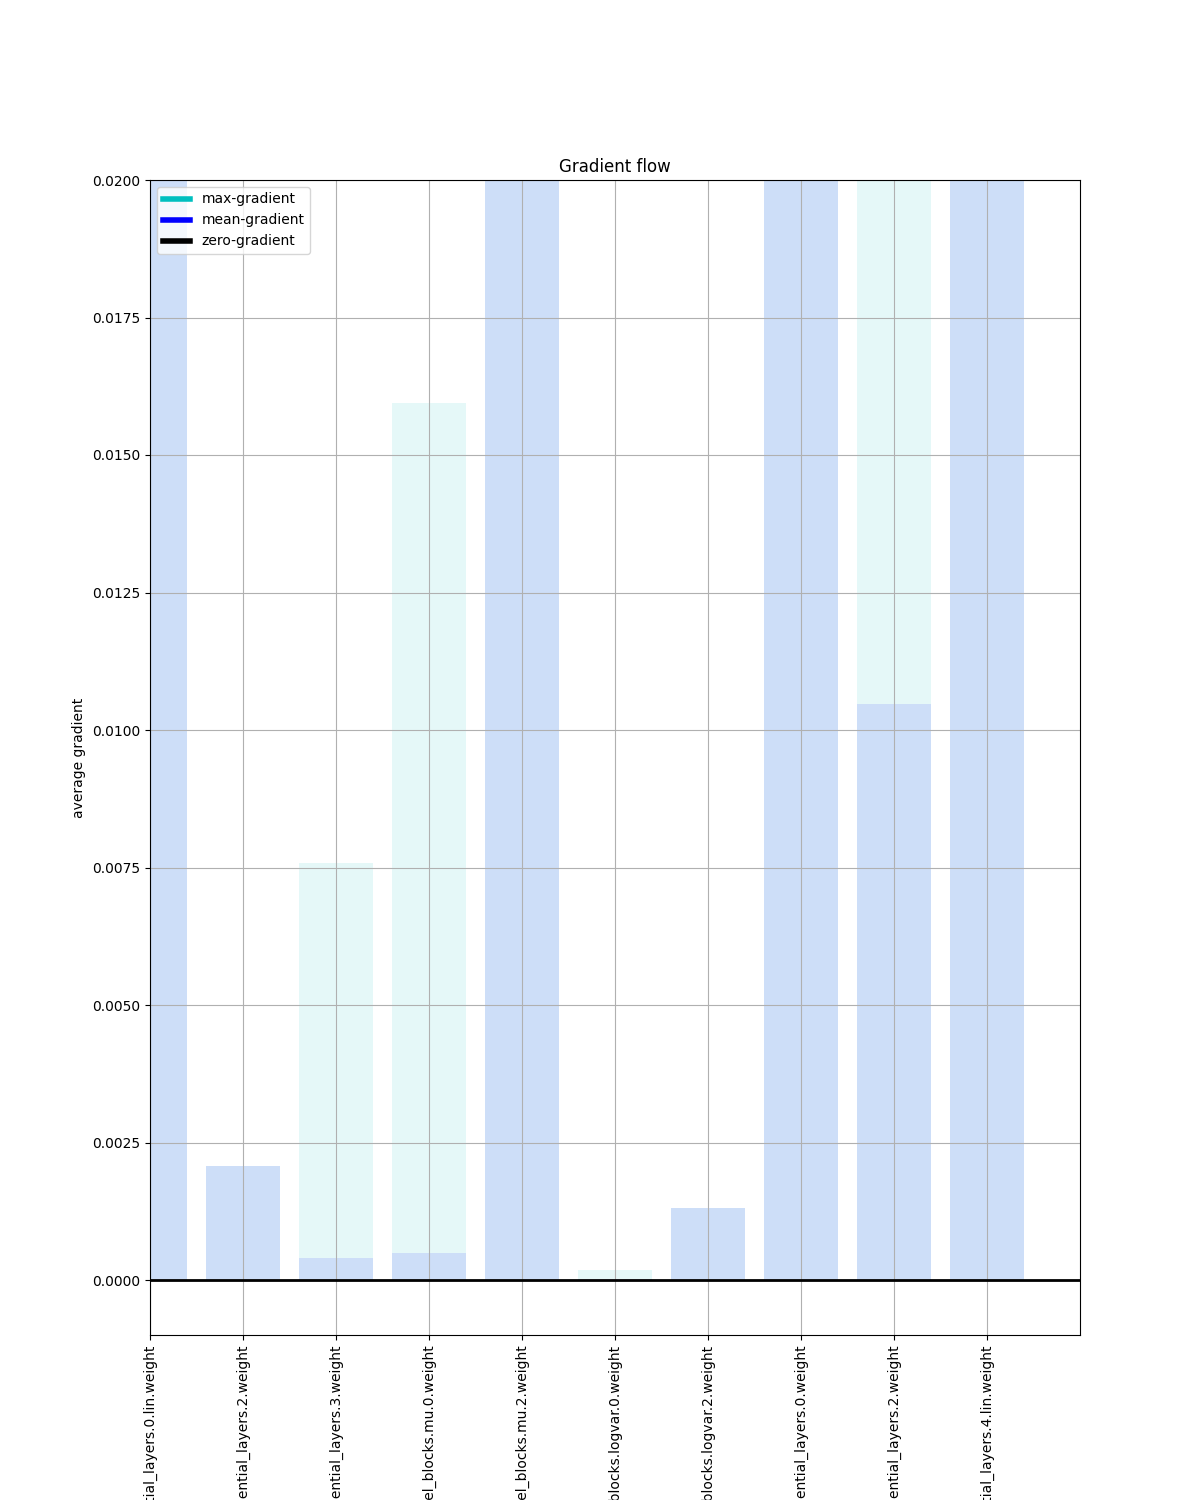 Gradient flow
max-gradient
mean-gradient
zero-gradient
average gradient
0.0200
0.0175
0.0150
0.0125
0.0100
0.0075
0.0050
0.0025
0.0000
tial_layers.0.lin.weight
ential_layers.2.weight
ential_layers.3.weight
el_blocks.mu.0.weight
el_blocks.mu.2.weight
blocks.logvar.0.weight
blocks.logvar.2.weight
ential_layers.0.weight
ential_layers.2.weight
tial_layers.4.lin.weight